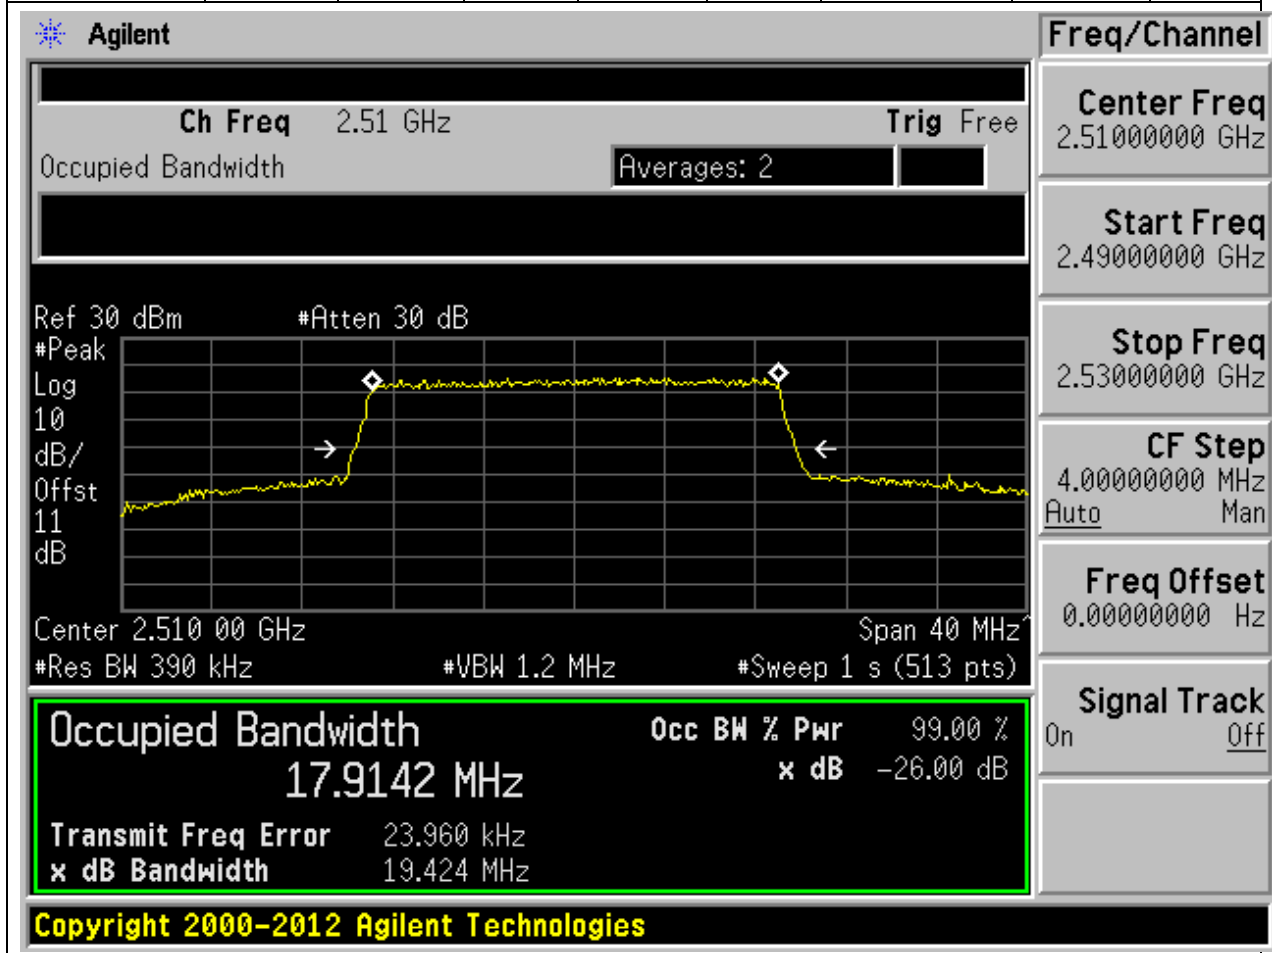 Agilent
Freq/Channel
Ch Freq 2.51 GHz Trig Free
Occupied Bandwidth Averages: 2
Center Freq
2.51000000 GHz
Start Freq
2.49000000 GHz
Stop Freq
2.53000000 GHz
CF Step
4.00000000 MHz
Auto Man
Freq Offset
0.00000000 Hz
Signal Track
On Off
Ref 30 dBm #Atten 30 dB
#Peak
Log
10
dB/
Offst
11
dB
Center 2.510 00 GHz Span 40 MHz^
#Res BW 390 kHz #VBW 1.2 MHz #Sweep 1 s (513 pts)
Occupied Bandwidth Occ BW % Pwr 99.00 %
17.9142 MHz x dB -26.00 dB
Transmit Freq Error 23.960 kHz
x dB Bandwidth 19.424 MHz
Copyright 2000-2012 Agilent Technologies